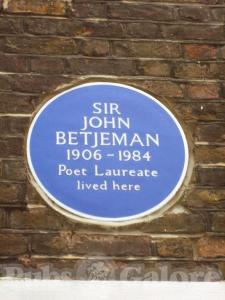 SIR
JOHN
BETJEMAN
1906-1984
Poet Laureate
lived here
Pubs Galore